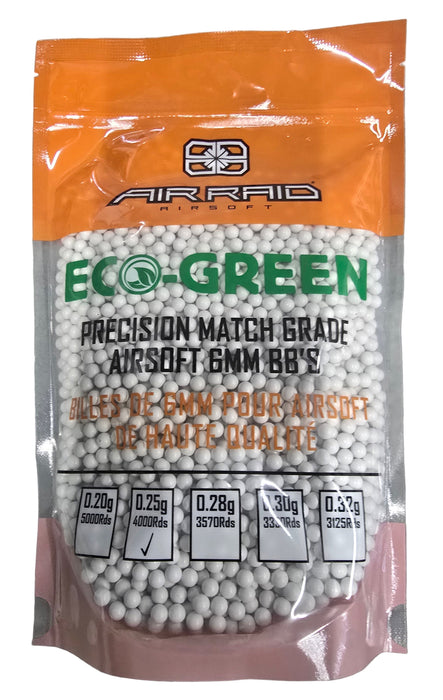 AIR RAID
AIRSOFT
ECO-GREEN
PRECISION MATCH GRADE
AIRSOFT 6MM BB'S
BILLES DE 6MM POUR AIRSOFT
DE HAUTE QUALITÉ
0.20g 0.25g 0.28g 0.30g 0.32g
5000Rds 4000Rds 3570Rds 3330Rds 3125Rds
✓